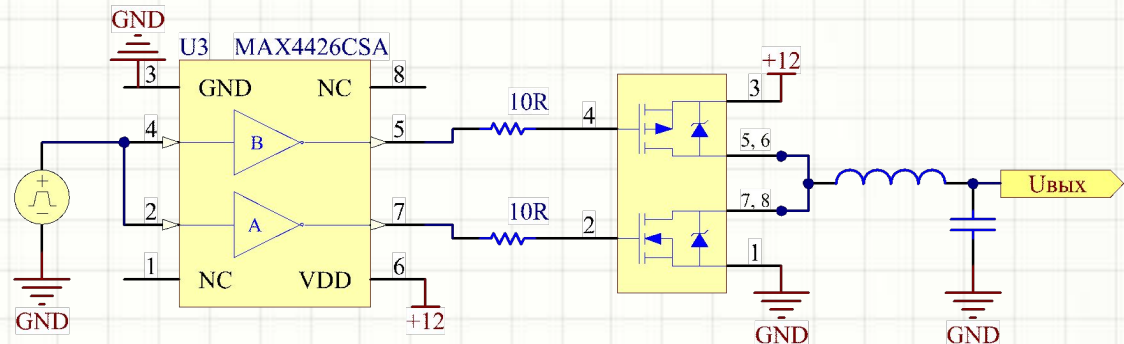 GND
U3 MAX4426CSA
3 GND NC 8
+12
3
10R
4
4 B 5
5, 6
Uвых
10R
7, 8
2 A 7
2
1
1 NC VDD 6
GND
+12
GND
GND